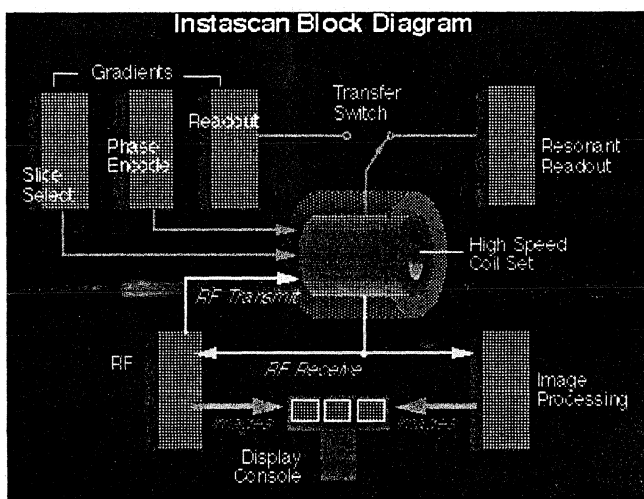 Instascan Block Diagram
Gradients
Readout
Phase
Encode
Slice
Select
Transfer
Switch
Resonant
Readout
High Speed
Coil Set
RF Transmit
RF
RF Receive
Image
Processing
Images
Images
Display
Console